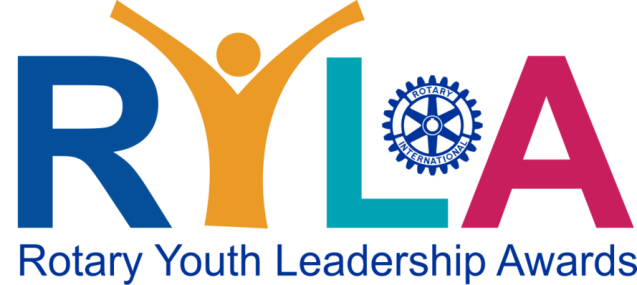 RYLA
ROTARY
INTERNATIONAL
Rotary Youth Leadership Awards